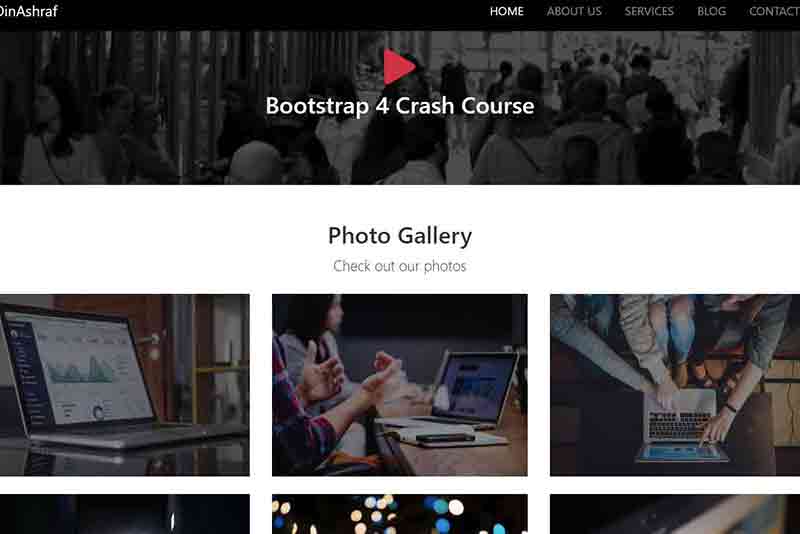 DinAshraf
HOME ABOUT US SERVICES BLOG CONTACT
Bootstrap 4 Crash Course
Photo Gallery
Check out our photos